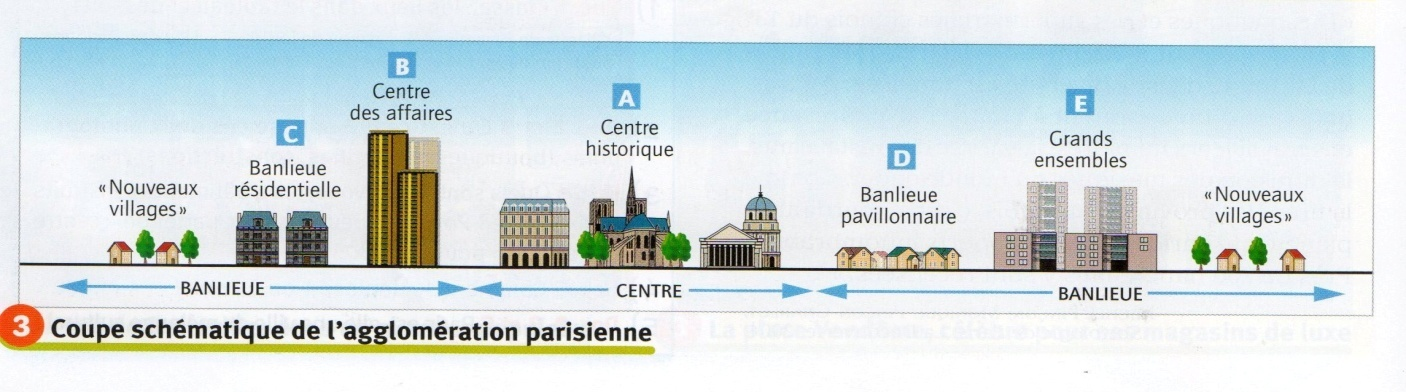 B
Centre
des affaires
A
Centre
historique
E
Grands
ensembles
C
Banlieue
résidentielle
D
Banlieue
pavillonnaire
«Nouveaux
villages»
«Nouveaux
villages»
BANLIEUE
CENTRE
BANLIEUE
3 Coupe schématique de l'agglomération parisienne